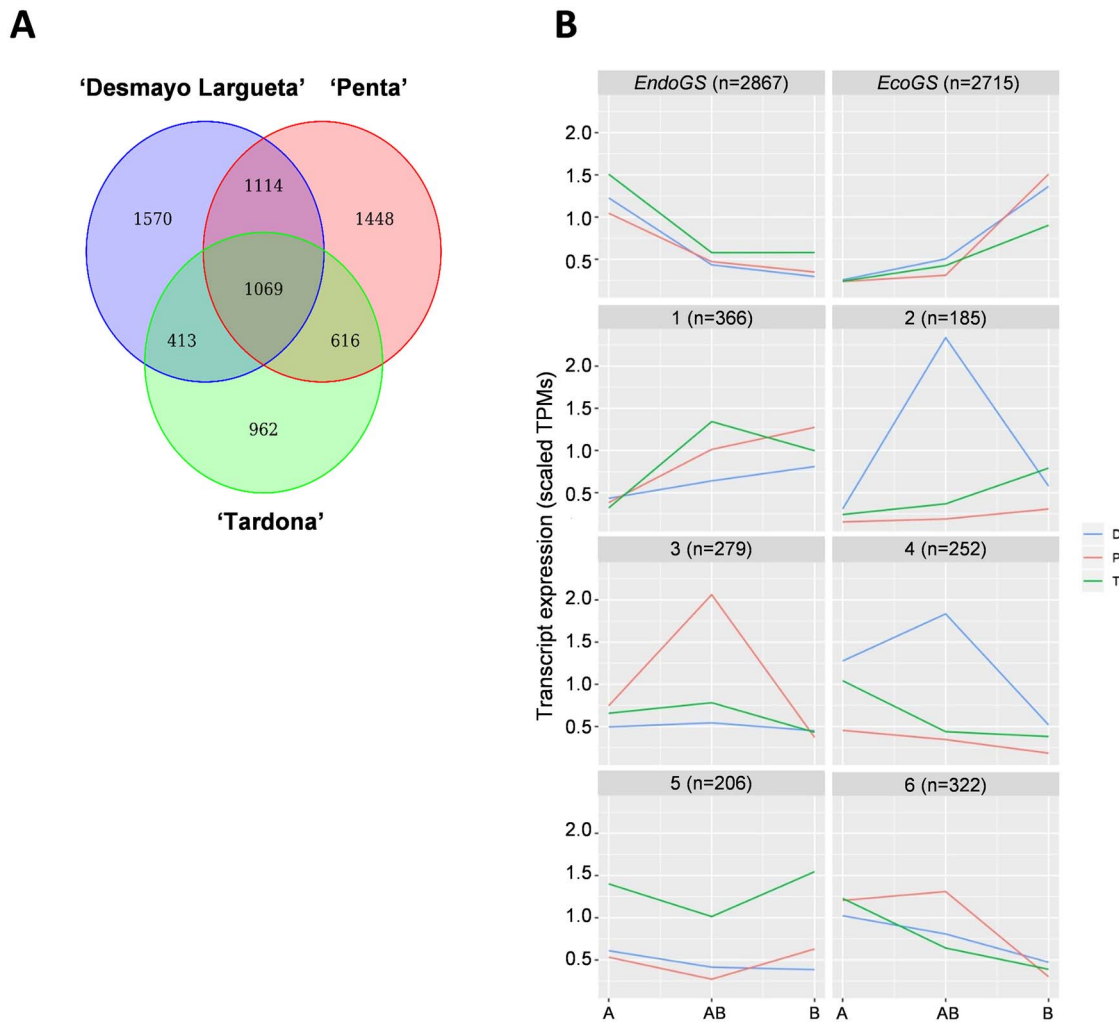 A
B
‘Desmayo Largueta’ ‘Penta’
1114
1570
1448
1069
413
616
962
‘Tardona’
Transcript expression (scaled TPMs)
EndoGS (n=2867)
EcoGS (n=2715)
2.0
1.5
1.0
0.5
1 (n=366)
2 (n=185)
2.0
1.5
1.0
0.5
3 (n=279)
4 (n=252)
2.0
1.5
1.0
0.5
5 (n=206)
6 (n=322)
2.0
1.5
1.0
0.5
A AB B
A AB B
D
P
T